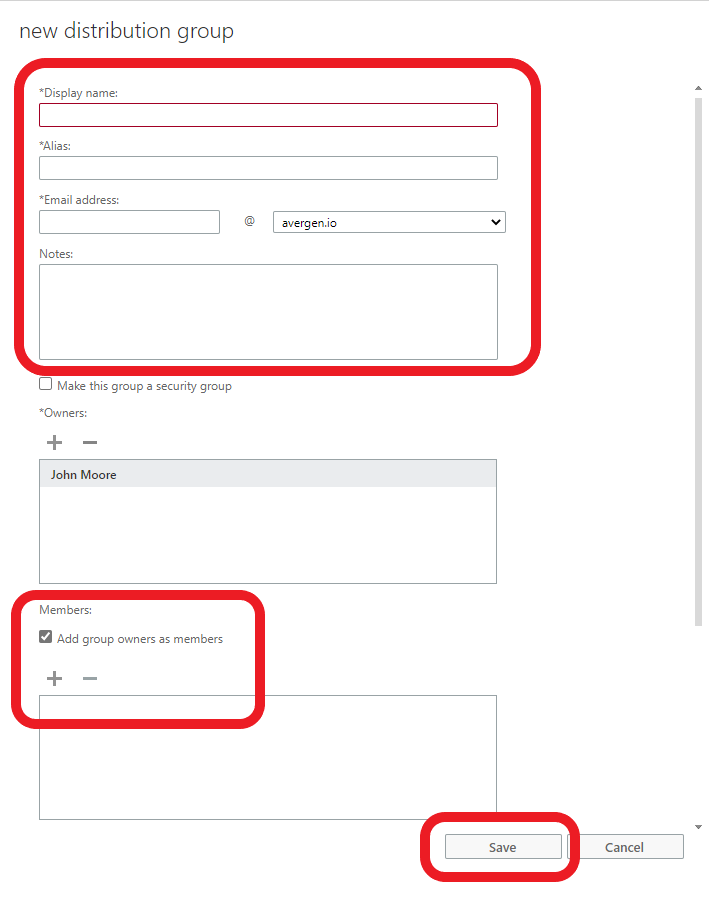 new distribution group
*Display name:
*Alias:
*Email address:
@ avergen.io
Notes:
Make this group a security group
*Owners:
John Moore
Members:
Add group owners as members
Save Cancel